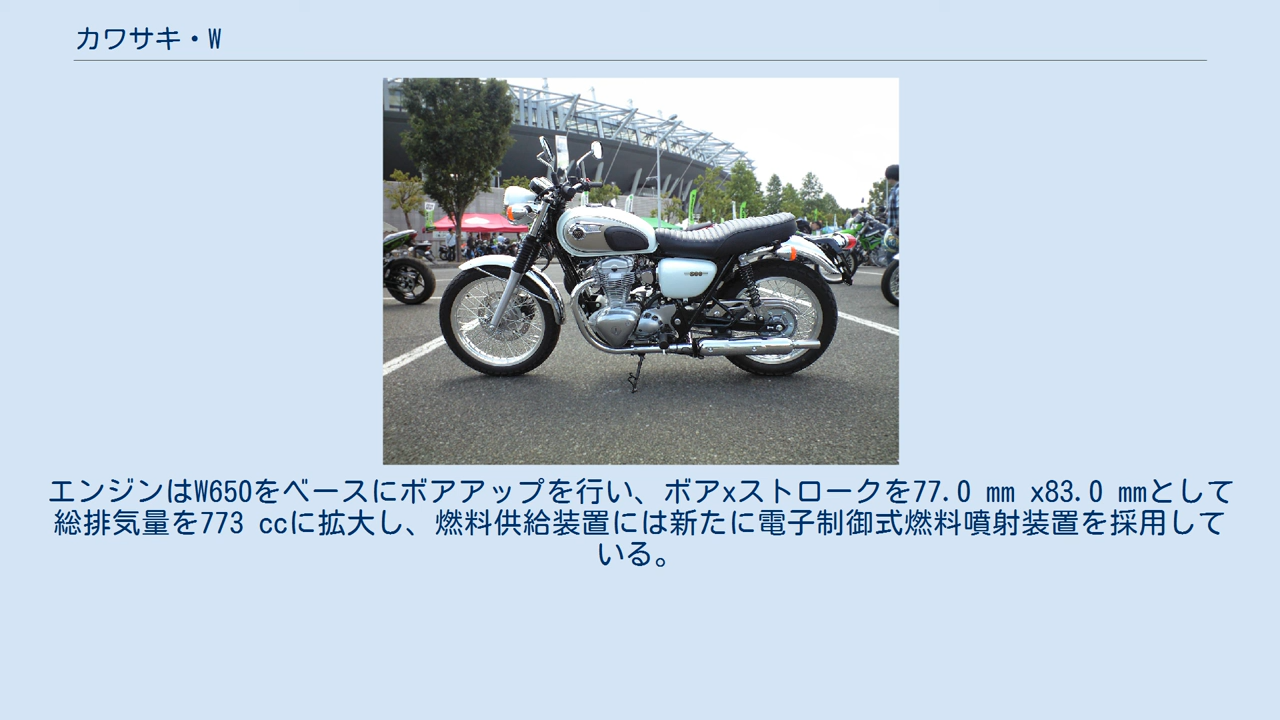 カワサキ・W
エンジンはW650をベースにボアアップを行い、ボアxストロークを77.0 mm x83.0 mmとして
総排気量を773 ccに拡大し、燃料供給装置には新たに電子制御式燃料噴射装置を採用して
いる。